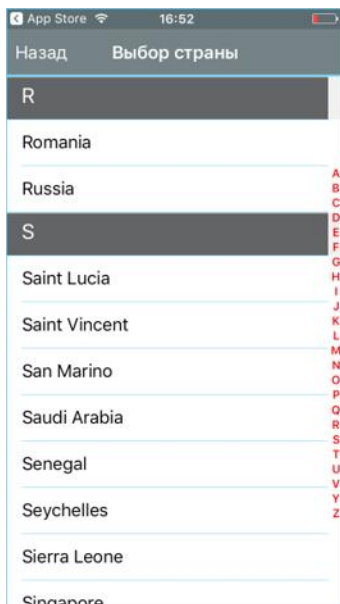 App Store 16:52
Назад Выбор страны
R
Romania
Russia
S
Saint Lucia
Saint Vincent
San Marino
Saudi Arabia
Senegal
Seychelles
Sierra Leone
Singapore
A
B
C
D
E
F
G
H
I
J
K
L
M
N
O
P
Q
R
S
T
U
V
Y
Z